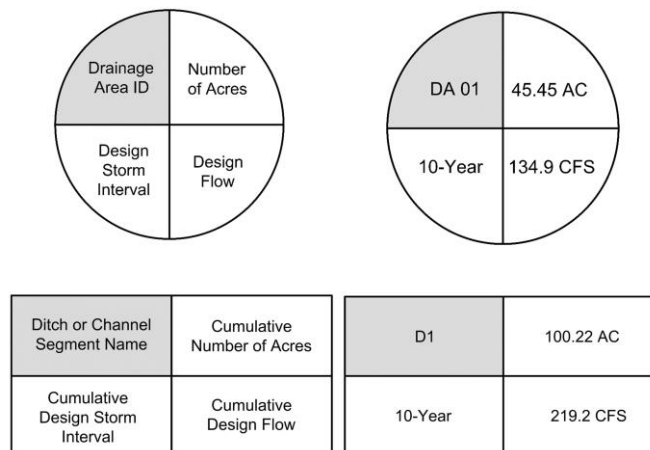 Drainage
Area ID
Number
of Acres
Design
Storm
Interval
Design
Flow
DA 01
45.45 AC
10-Year
134.9 CFS
Ditch or Channel
Segment Name
Cumulative
Number of Acres
Cumulative
Design Storm
Interval
Cumulative
Design Flow
D1
100.22 AC
10-Year
219.2 CFS